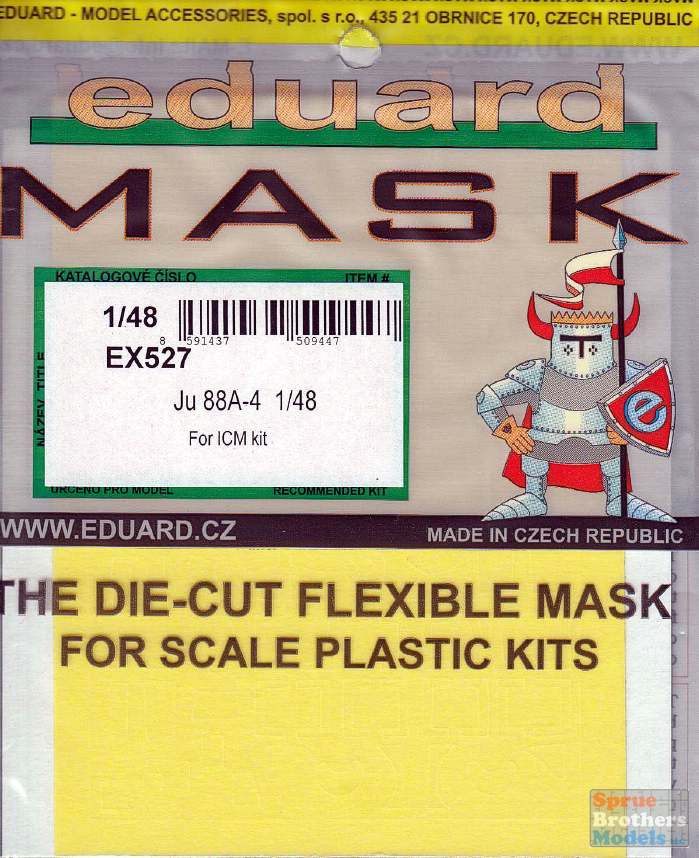 EDUARD - MODEL ACCESSORIES, spol. s r.o., 435 21 OBRNICE 170, CZECH REPUBLIC
eduard
MASK
KATALOGOVÉ ČÍSLO ITEM #
1/48
8 591437 509447
EX527
NÁZEV TITLE
Ju 88A-4 1/48
For ICM kit
URČENO PRO MODEL RECOMMENDED KIT
e
WWW.EDUARD.CZ MADE IN CZECH REPUBLIC
THE DIE-CUT FLEXIBLE MASK
FOR SCALE PLASTIC KITS
Sprue
Brothers
Models